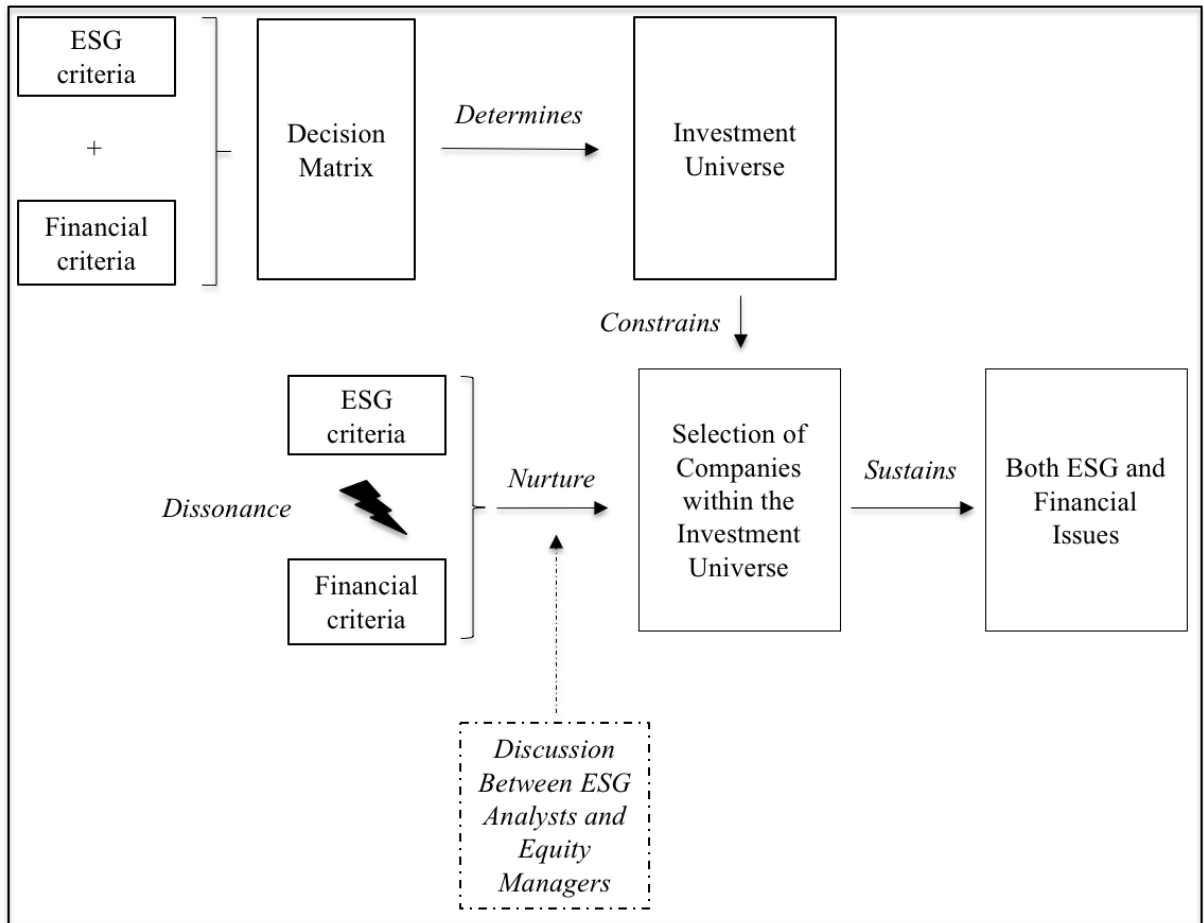 ESG
criteria
+
Financial
criteria
Decision
Matrix
Determines
Investment
Universe
Constrains
ESG
criteria
Dissonance
Financial
criteria
Nurture
Selection of
Companies
within the
Investment
Universe
Sustains
Both ESG and
Financial
Issues
Discussion
Between ESG
Analysts and
Equity
Managers